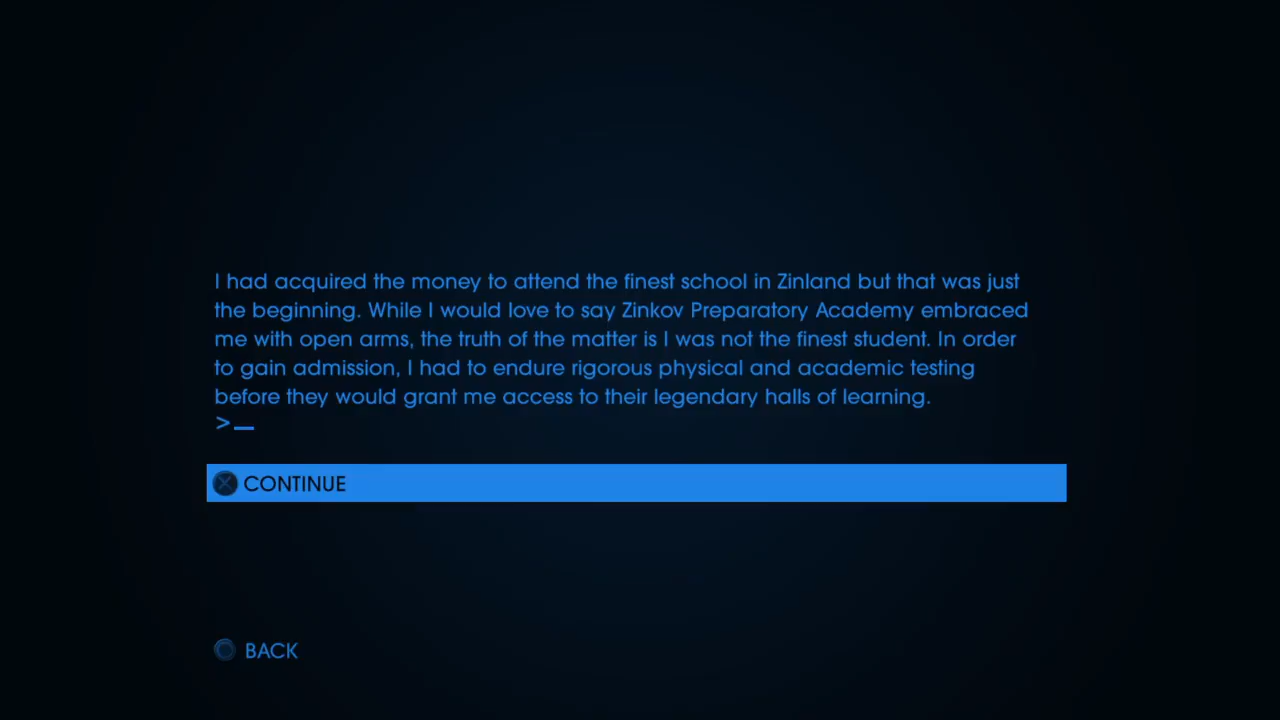 I had acquired the money to attend the finest school in Zinland but that was just
the beginning. While I would love to say Zinkov Preparatory Academy embraced
me with open arms, the truth of the matter is I was not the finest student. In order
to gain admission, I had to endure rigorous physical and academic testing
before they would grant me access to their legendary halls of learning.
>_
CONTINUE
BACK